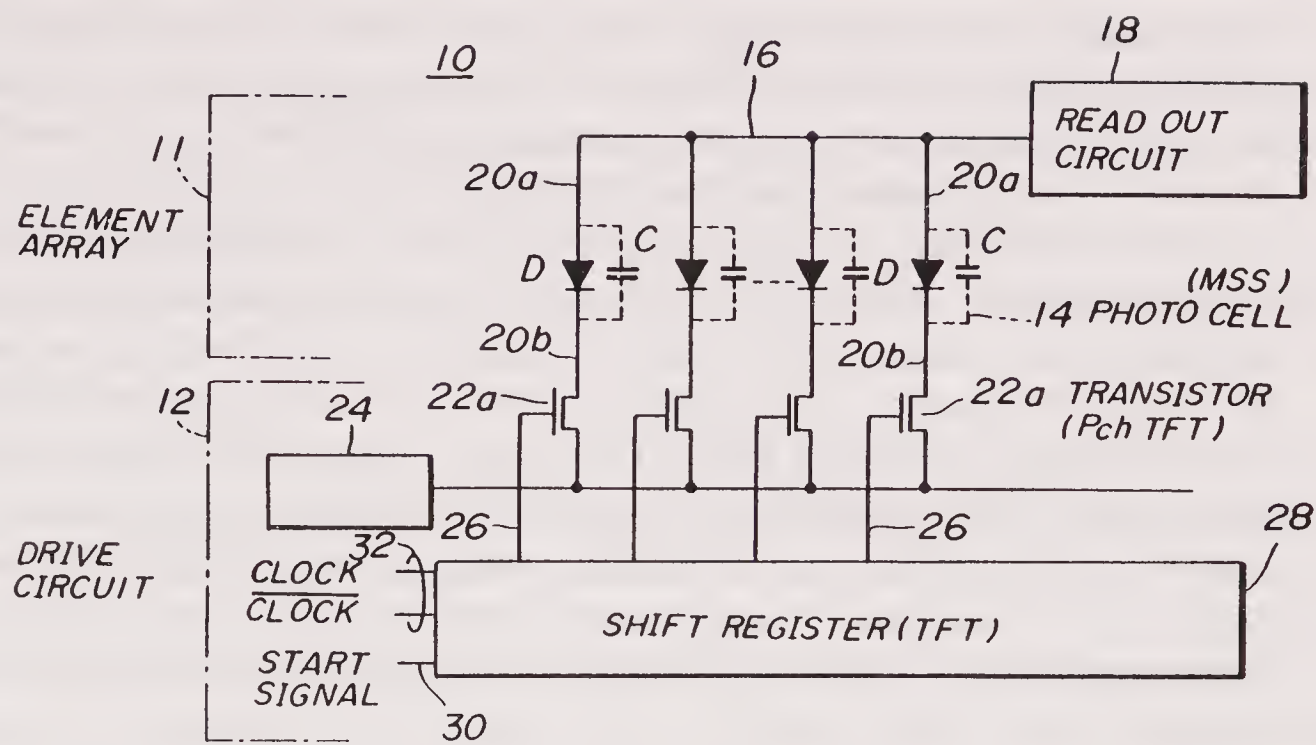 10
16
18
READ OUT
CIRCUIT
11
ELEMENT
ARRAY
20a
20a
C
C
D
D
(MSS)
14 PHOTO CELL
20b
20b
12
24
22a
22a TRANSISTOR
(Pch TFT)
26
26
28
DRIVE
CIRCUIT
32
CLOCK
CLOCK
SHIFT REGISTER (TFT)
START
SIGNAL
30